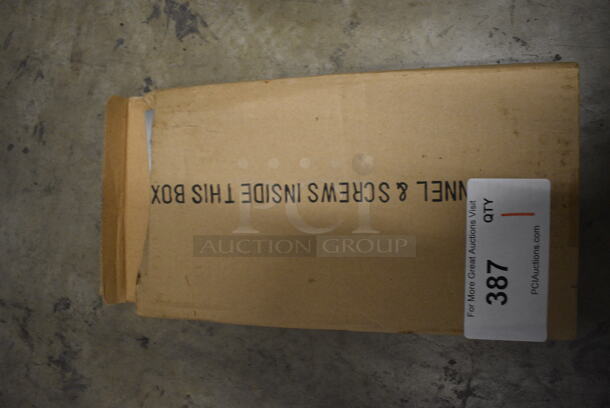 NNEL & SCREWS INSIDE THIS BOX
For More Great Auctions Visit
387
PCIAuctions.com
QTY
1
PCI
AUCTION GROUP